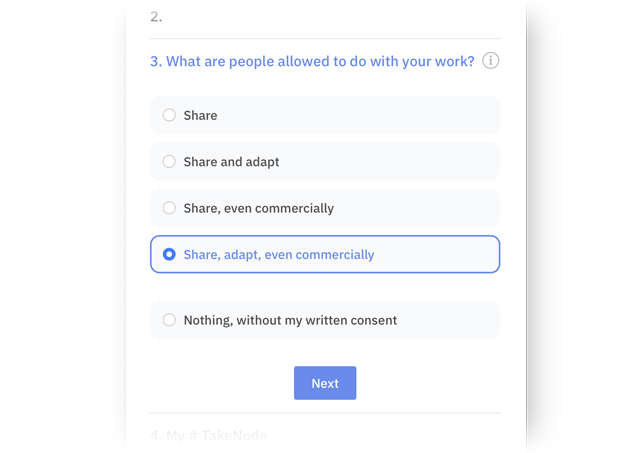 2.
3. What are people allowed to do with your work? i
Share
Share and adapt
Share, even commercially
Share, adapt, even commercially
Nothing, without my written consent
Next
4. My # TakeNode